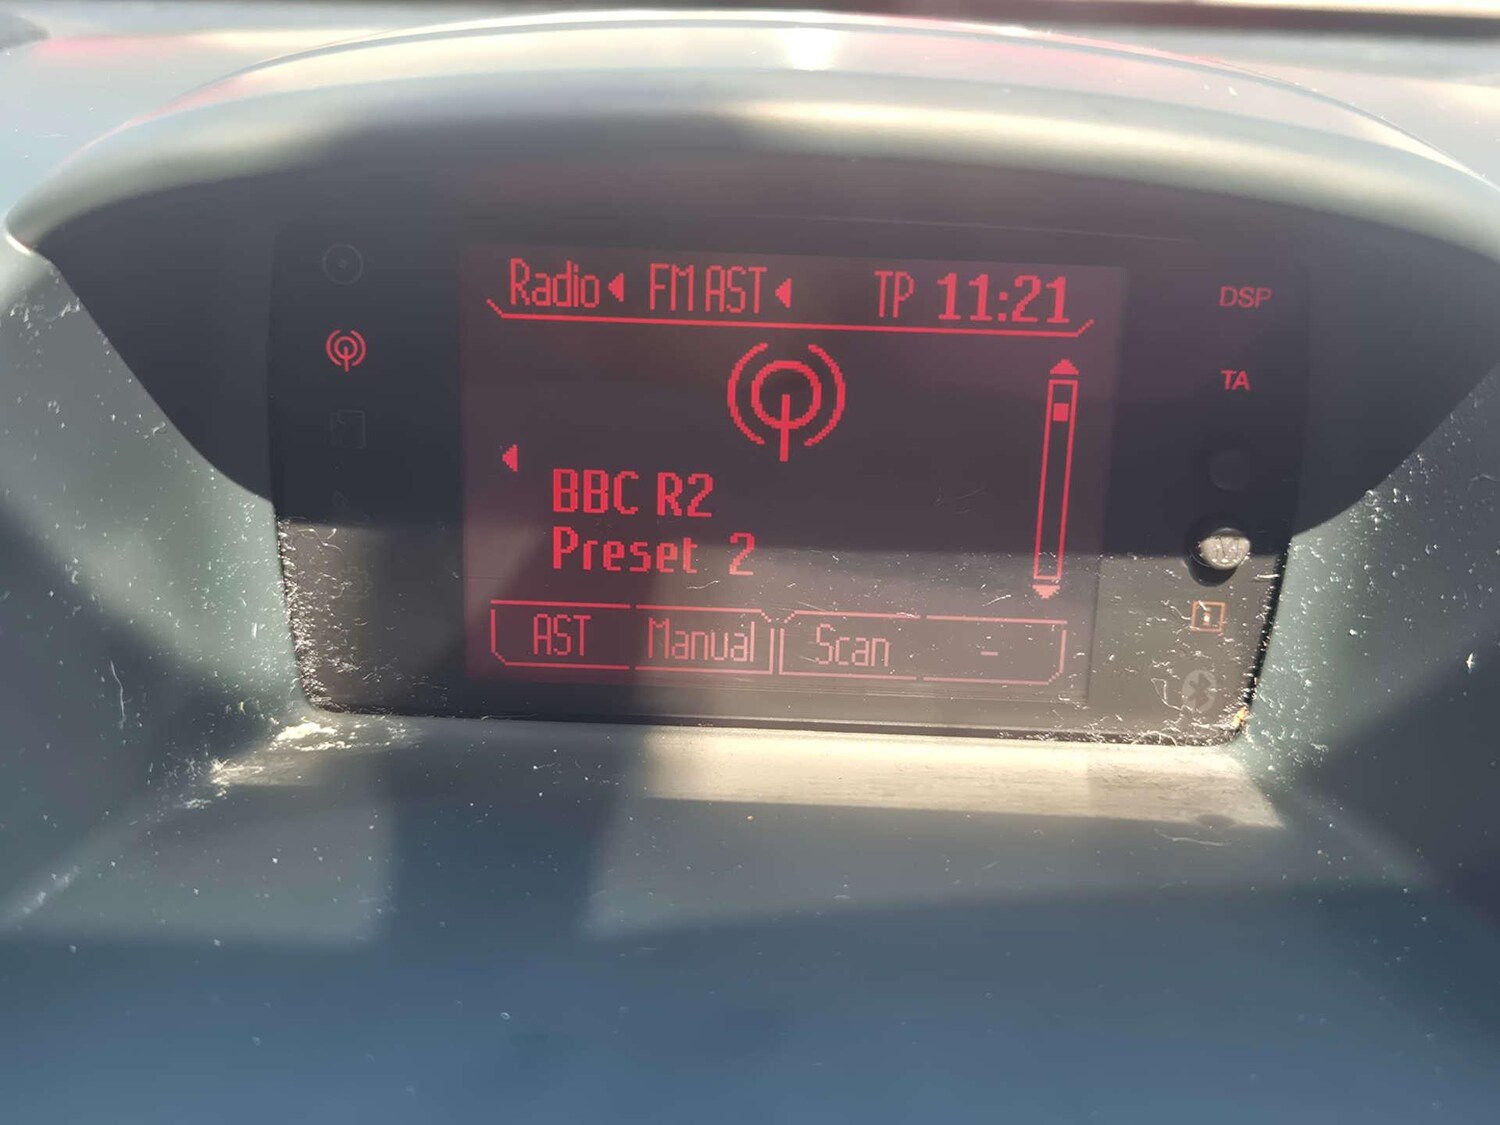 Radio FM AST TP 11:21
DSP
TA
BBC R2
Preset 2
AST Manual Scan -